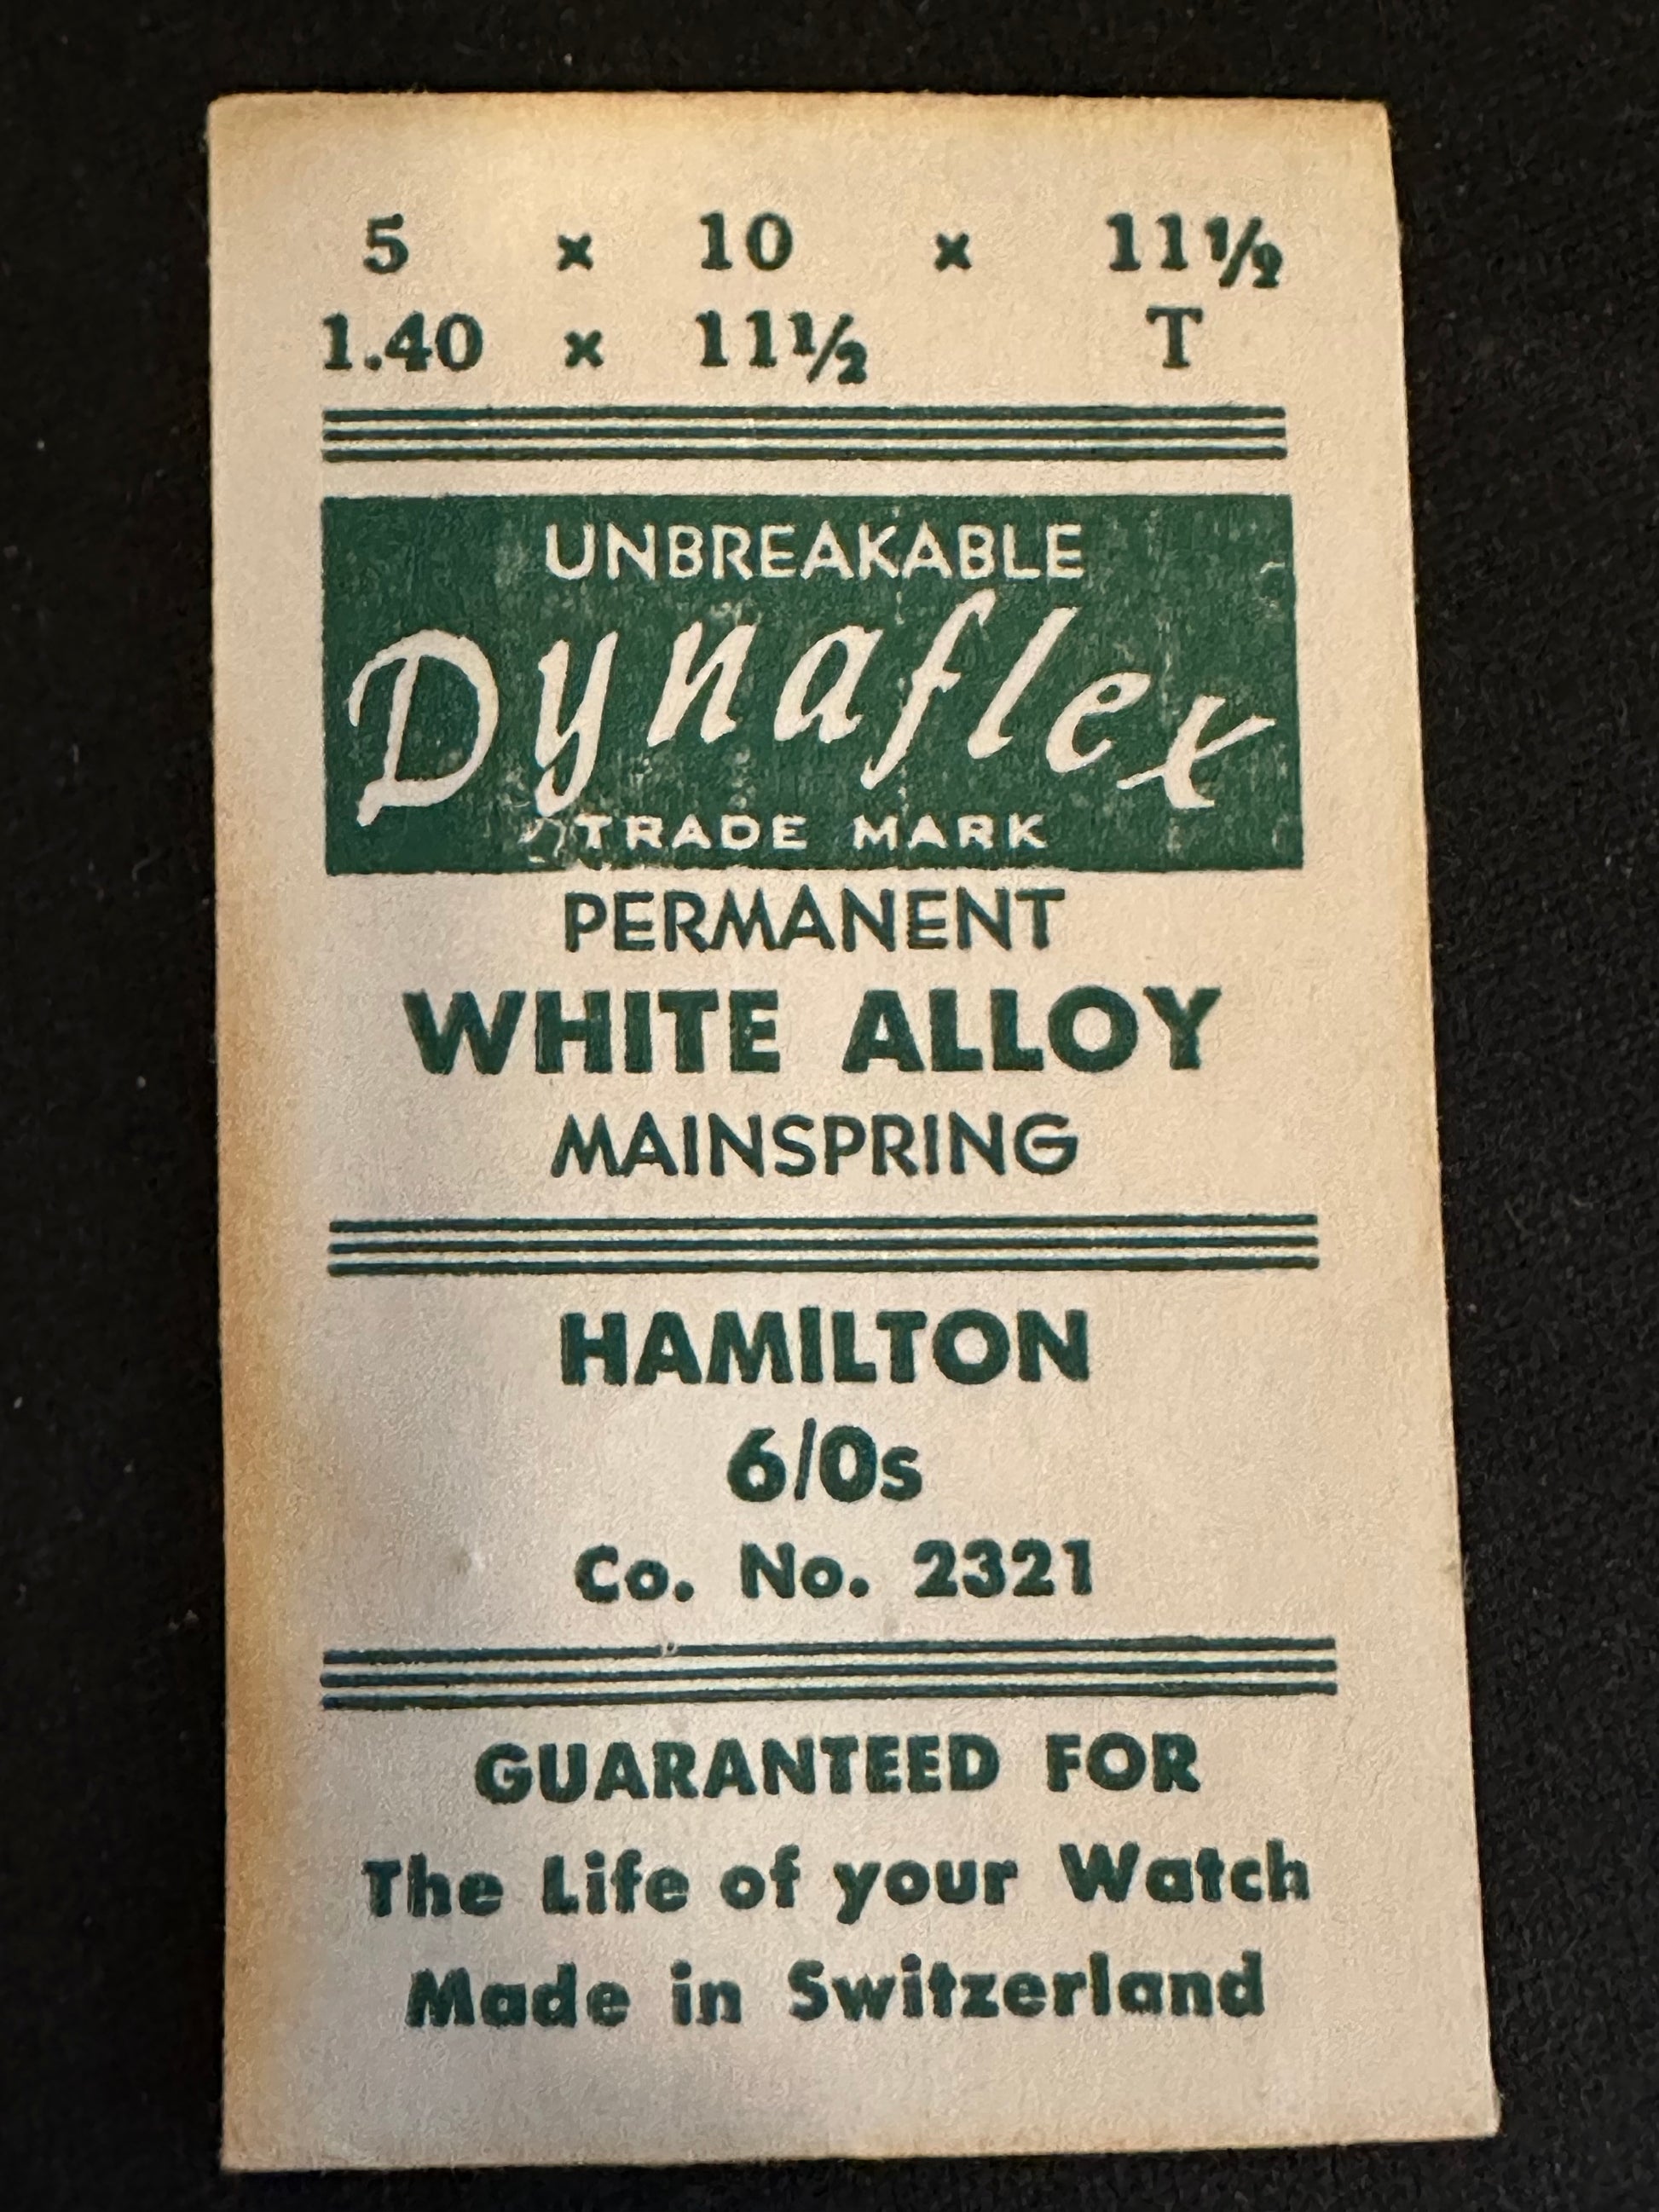 5 x 10 x 11½
1.40 x 11½ T
UNBREAKABLE
Dynaflex
TRADE MARK
PERMANENT
WHITE ALLOY
MAINSPRING
HAMILTON
6/0s
Co. No. 2321
GUARANTEED FOR
The Life of your Watch
Made in Switzerland